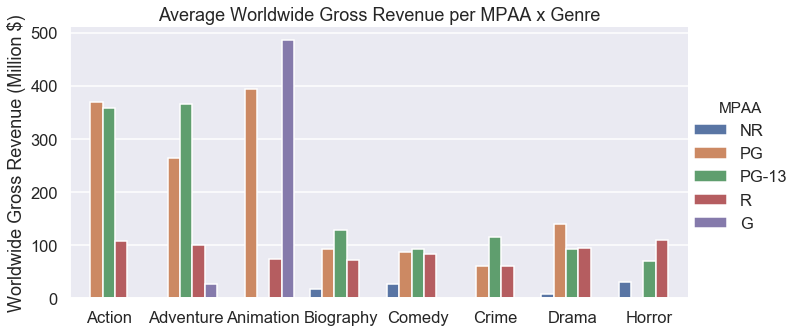 Average Worldwide Gross Revenue per MPAA x Genre
Worldwide Gross Revenue (Million $)
500
400
300
200
100
0
Action Adventure Animation Biography Comedy Crime Drama Horror
MPAA
NR
PG
PG-13
R
G